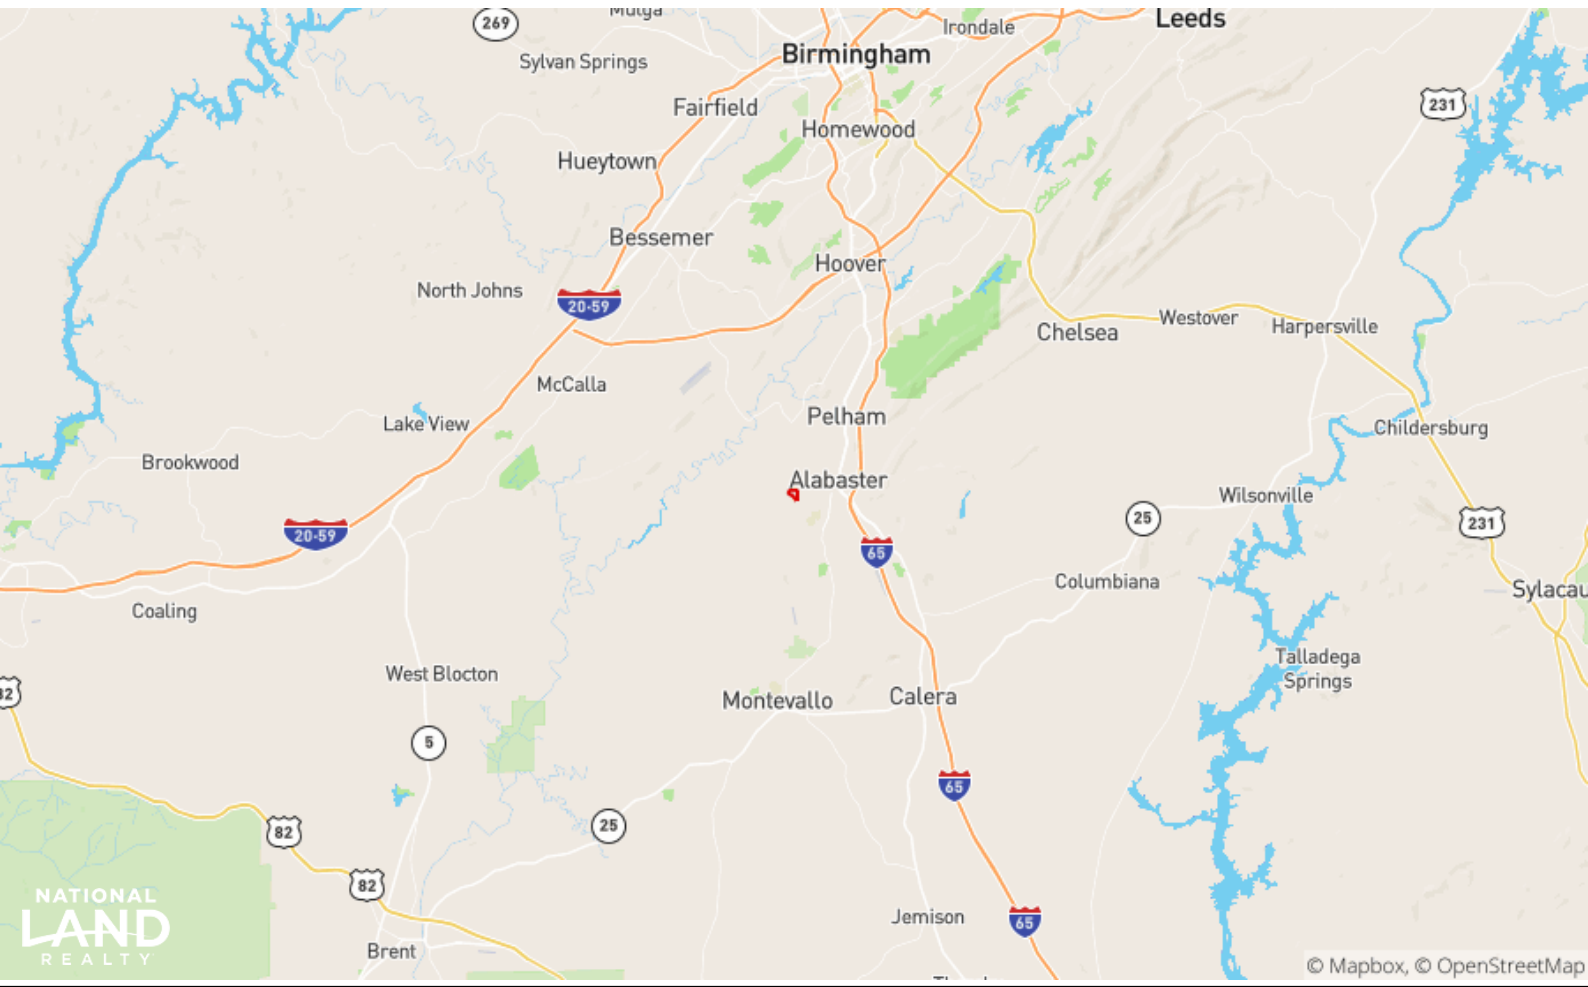 Mulga
269
Leeds
Irondale
Birmingham
Sylvan Springs
231
Fairfield
Homewood
Hueytown
Bessemer
Hoover
North Johns
20-59
Westover
Harpersville
Chelsea
McCalla
Pelham
Lake View
Childersburg
Brookwood
Alabaster
Wilsonville
25
231
20-59
65
Columbiana
Sylacau
Coaling
Talladega
Springs
West Blocton
82
Montevallo
Calera
5
65
25
82
82
NATIONAL
LAND
REALTY
Jemison
65
Brent
© Mapbox, © OpenStreetMap